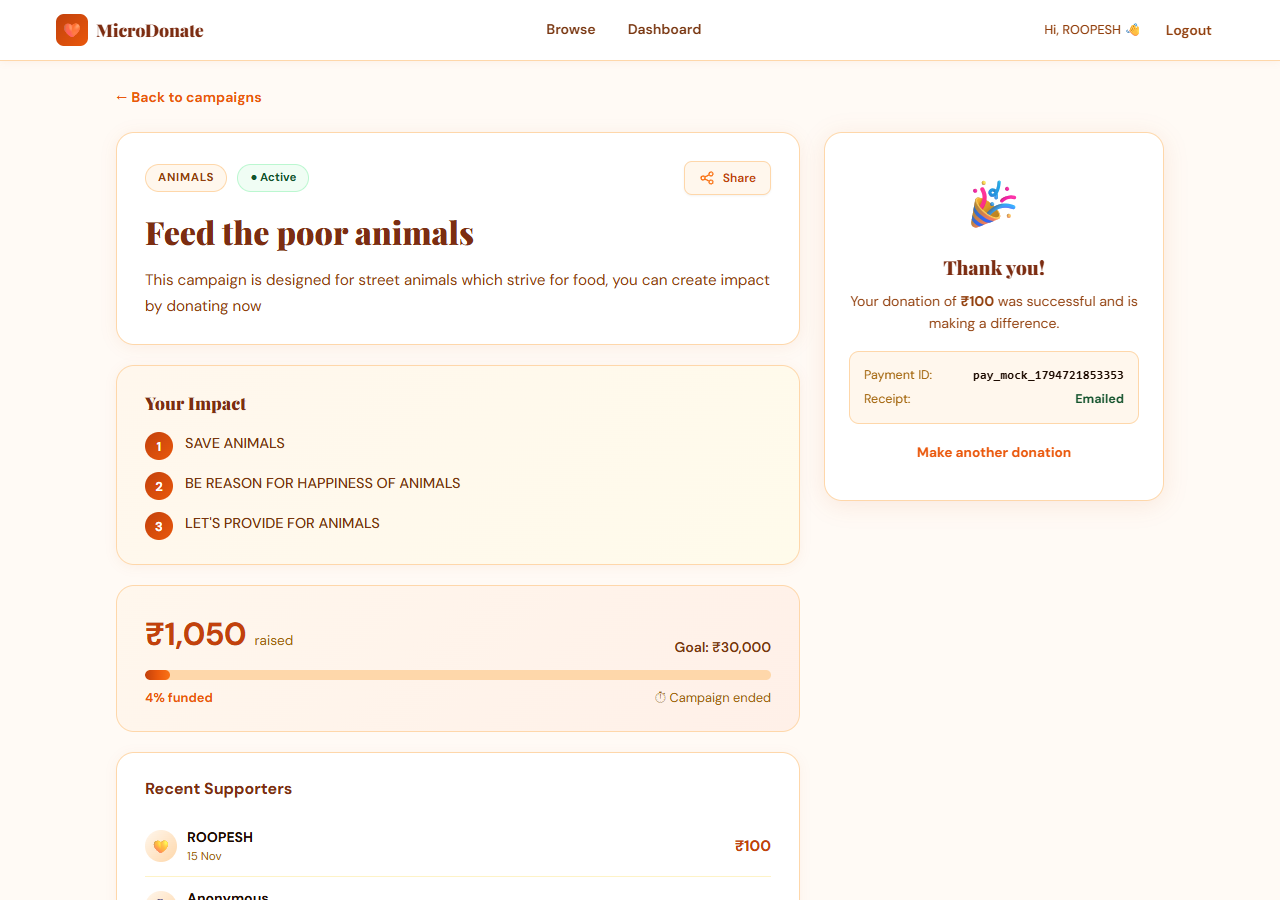 MicroDonate
Browse
Dashboard
Hi, ROOPESH 👋
Logout
← Back to campaigns
ANIMALS
● Active
Share
Feed the poor animals
This campaign is designed for street animals which strive for food, you can create impact
by donating now
Your Impact
1 SAVE ANIMALS
2 BE REASON FOR HAPPINESS OF ANIMALS
3 LET'S PROVIDE FOR ANIMALS
₹1,050 raised
Goal: ₹30,000
4% funded
⏱ Campaign ended
Recent Supporters
ROOPESH
15 Nov
₹100
Anonymous
Thank you!
Your donation of ₹100 was successful and is
making a difference.
Payment ID: pay_mock_1794721853353
Receipt: Emailed
Make another donation